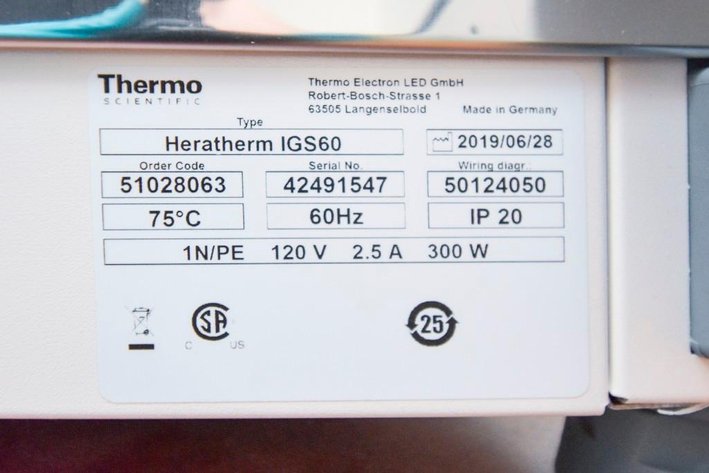 Thermo
SCIENTIFIC
Thermo Electron LED GmbH
Robert-Bosch-Strasse 1
63505 Langenselbold
Made in Germany
Type
Heratherm IGS60
2019/06/28
Order Code
Serial No.
Wiring diagr.:
51028063
42491547
50124050
75°C
60Hz
IP 20
1N/PE 120 V 2.5 A 300 W
SA
C US
25